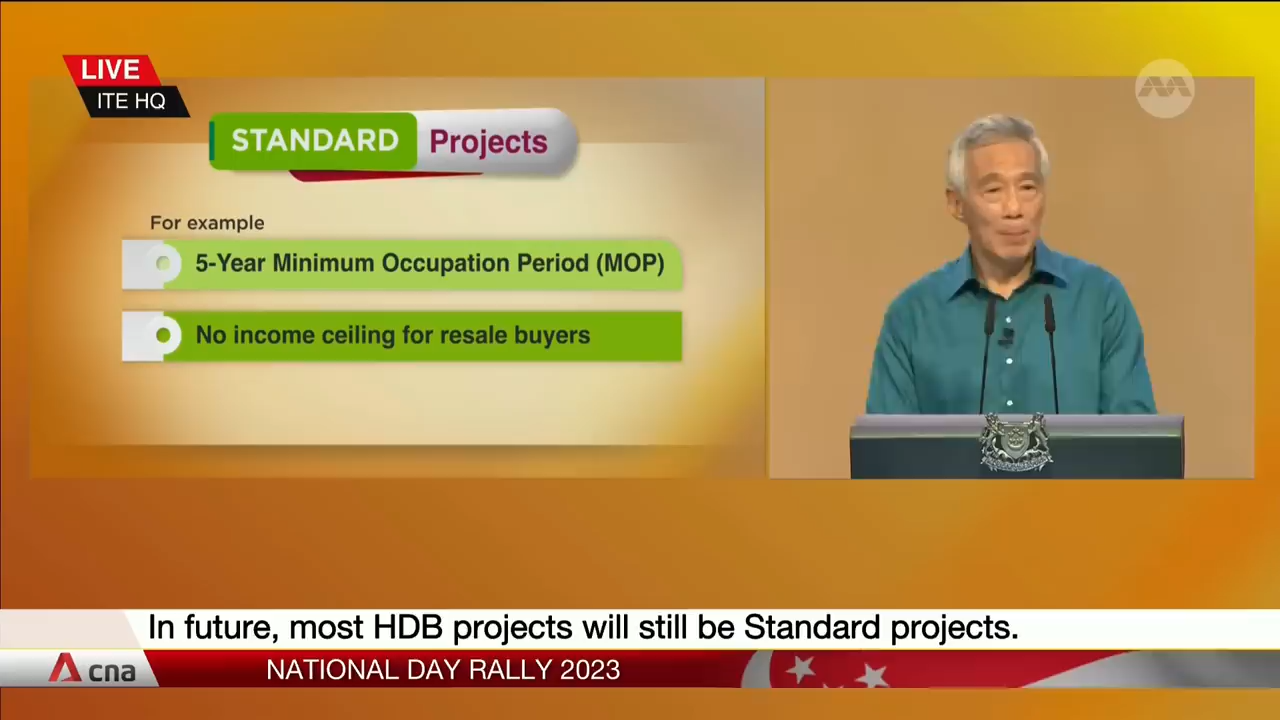 LIVE
ITE HQ
STANDARD Projects
For example
5-Year Minimum Occupation Period (MOP)
No income ceiling for resale buyers
In future, most HDB projects will still be Standard projects.
cna
NATIONAL DAY RALLY 2023